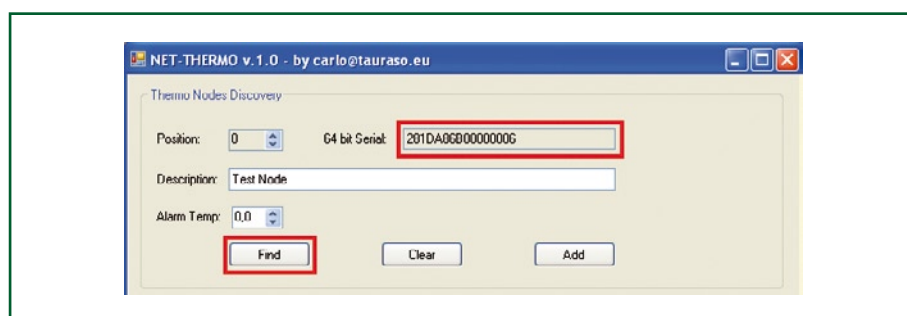 NET-THERMO v.1.0 - by carlo@tauraso.eu
Thermo Nodes Discovery
Position: 0 64 bit Serial: 201DA06B00000006
Description: Test Node
Alarm Temp: 0,0
Find Clear Add